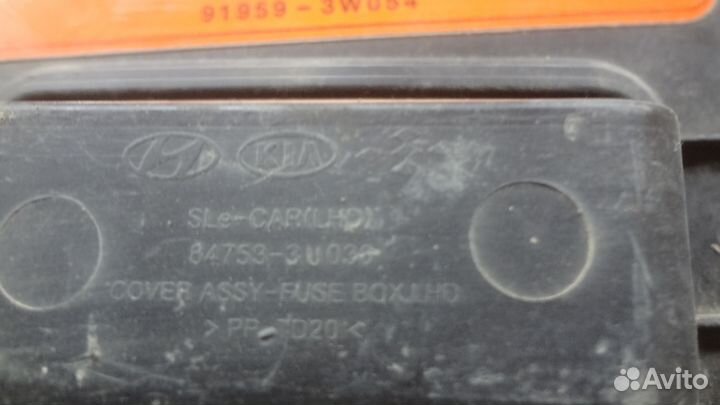 91959-3W054
KIA
SLe-CAR(LHD)
84753-3U030
COVER ASSY-FUSE BOX,LHD
> PP-TD20 <
Avito